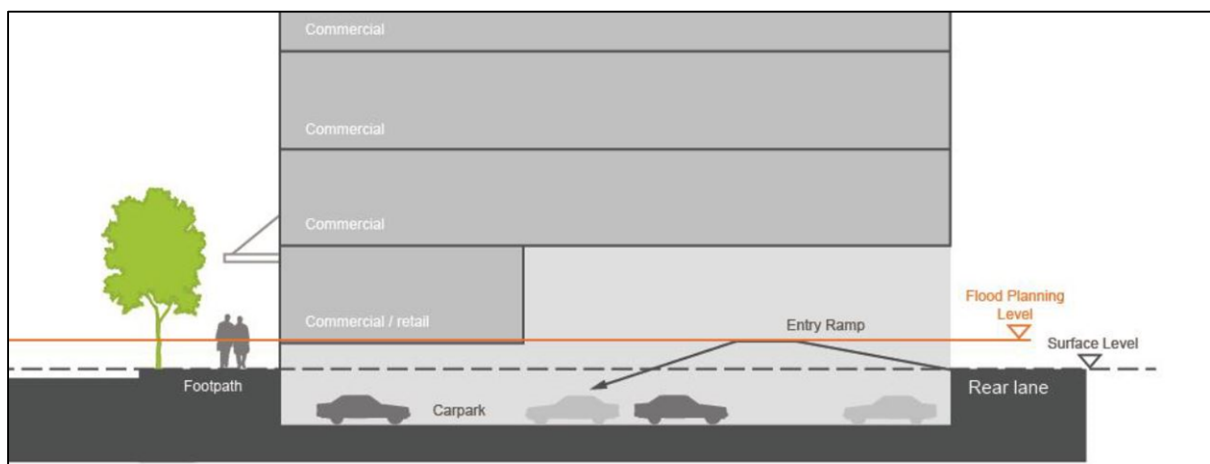 Commercial
Commercial
Commercial
Flood Planning
Level
Commercial / retail
Entry Ramp
Surface Level
Footpath
Rear lane
Carpark